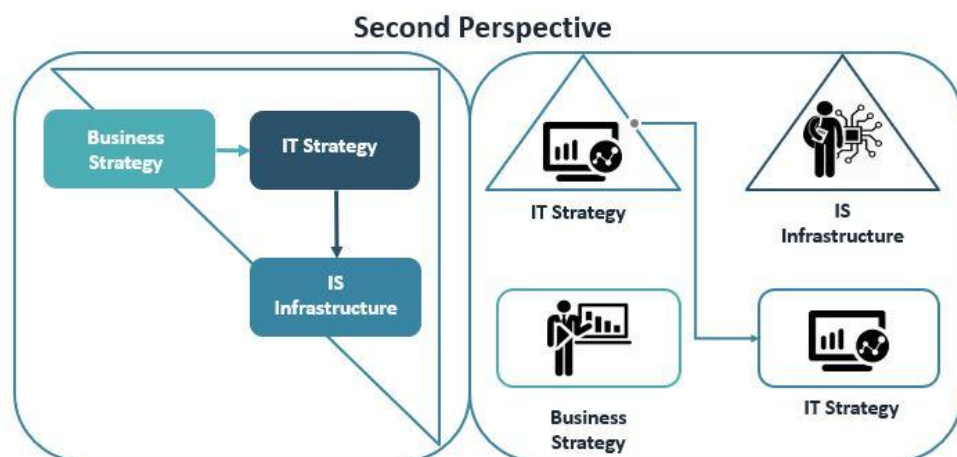 Second Perspective
Business
Strategy
IT Strategy
IS
Infrastructure
IT Strategy
IS
Infrastructure
Business
Strategy
IT Strategy